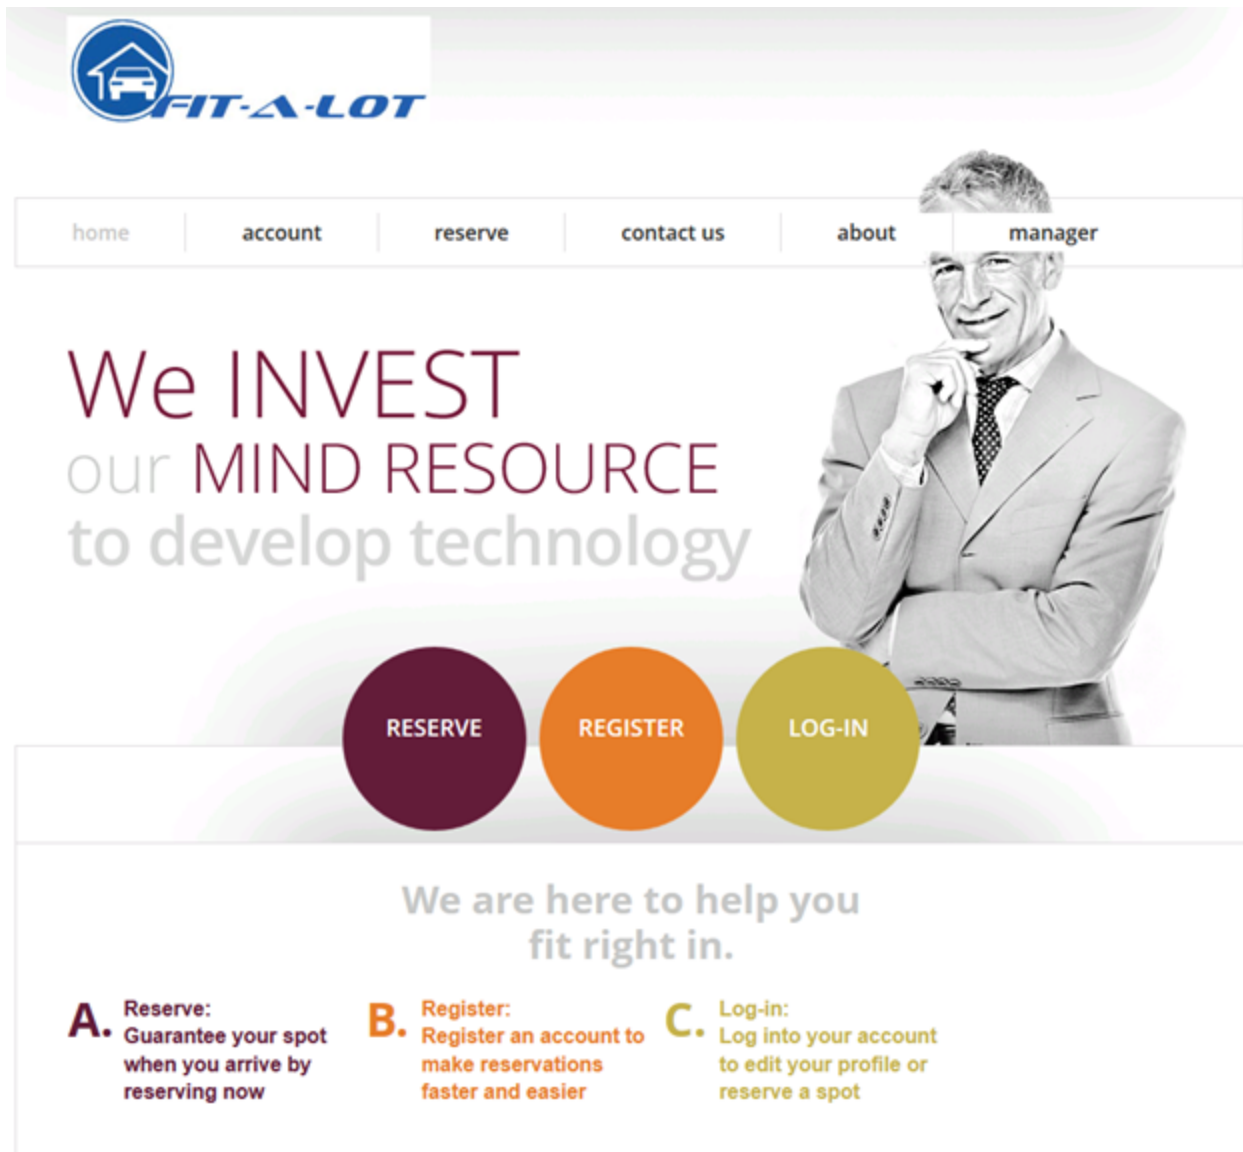 FIT-A-LOT
home account reserve contact us about manager
We INVEST
our MIND RESOURCE
to develop technology
RESERVE REGISTER LOG-IN
We are here to help you
fit right in.
A. Reserve:
Guarantee your spot
when you arrive by
reserving now
B. Register:
Register an account to
make reservations
faster and easier
C. Log-in:
Log into your account
to edit your profile or
reserve a spot